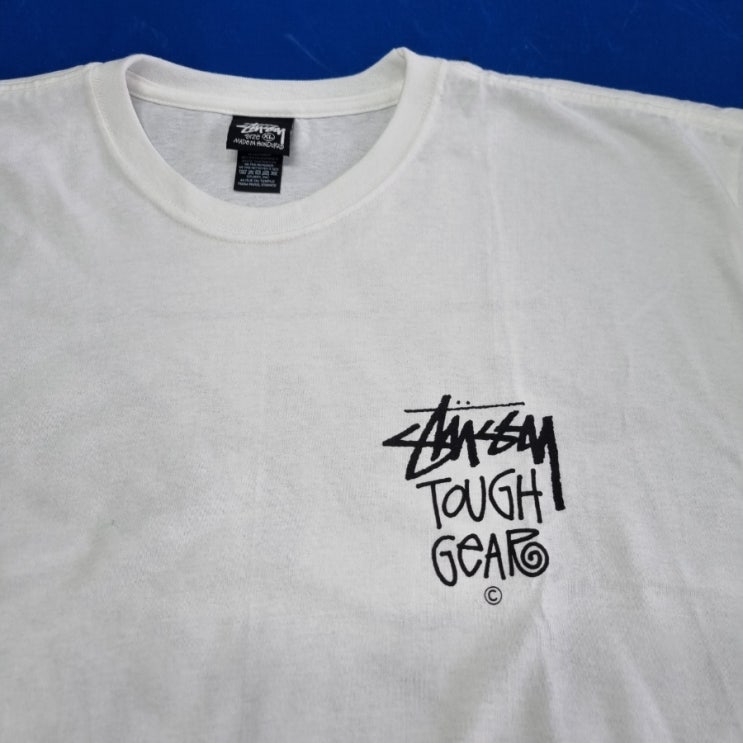 Stüssy
SIZE XL
MADE IN HONDURAS
STÜSSY
TOUGH
GEAR
©